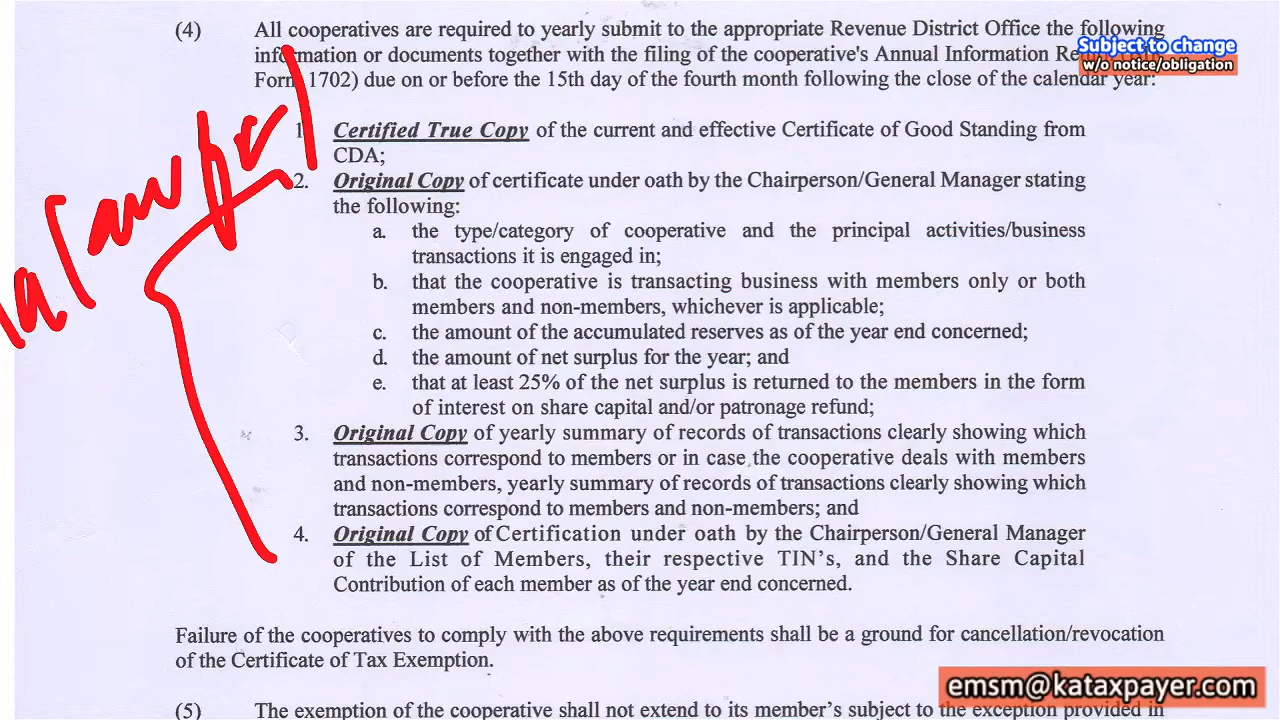 (4) All cooperatives are required to yearly submit to the appropriate Revenue District Office the following
information or documents together with the filing of the cooperative's Annual Information
Form 1702) due on or before the 15th day of the fourth month following the close of the calendar year:
Subject to change
w/o notice/obligation
1. Certified True Copy of the current and effective Certificate of Good Standing from
CDA;
2. Original Copy of certificate under oath by the Chairperson/General Manager stating
the following:
a. the type/category of cooperative and the principal activities/business
transactions it is engaged in;
b. that the cooperative is transacting business with members only or both
members and non-members, whichever is applicable;
c. the amount of the accumulated reserves as of the year end concerned;
d. the amount of net surplus for the year; and
e. that at least 25% of the net surplus is returned to the members in the form
of interest on share capital and/or patronage refund;
3. Original Copy of yearly summary of records of transactions clearly showing which
transactions correspond to members or in case the cooperative deals with members
and non-members, yearly summary of records of transactions clearly showing which
transactions correspond to members and non-members; and
4. Original Copy of Certification under oath by the Chairperson/General Manager
of the List of Members, their respective TIN's, and the Share Capital
Contribution of each member as of the year end concerned.
Failure of the cooperatives to comply with the above requirements shall be a ground for cancellation/revocation
of the Certificate of Tax Exemption.
emsm@kataxpayer.com
(5) The exemption of the cooperative shall not extend to its member's subject to the exception provided in